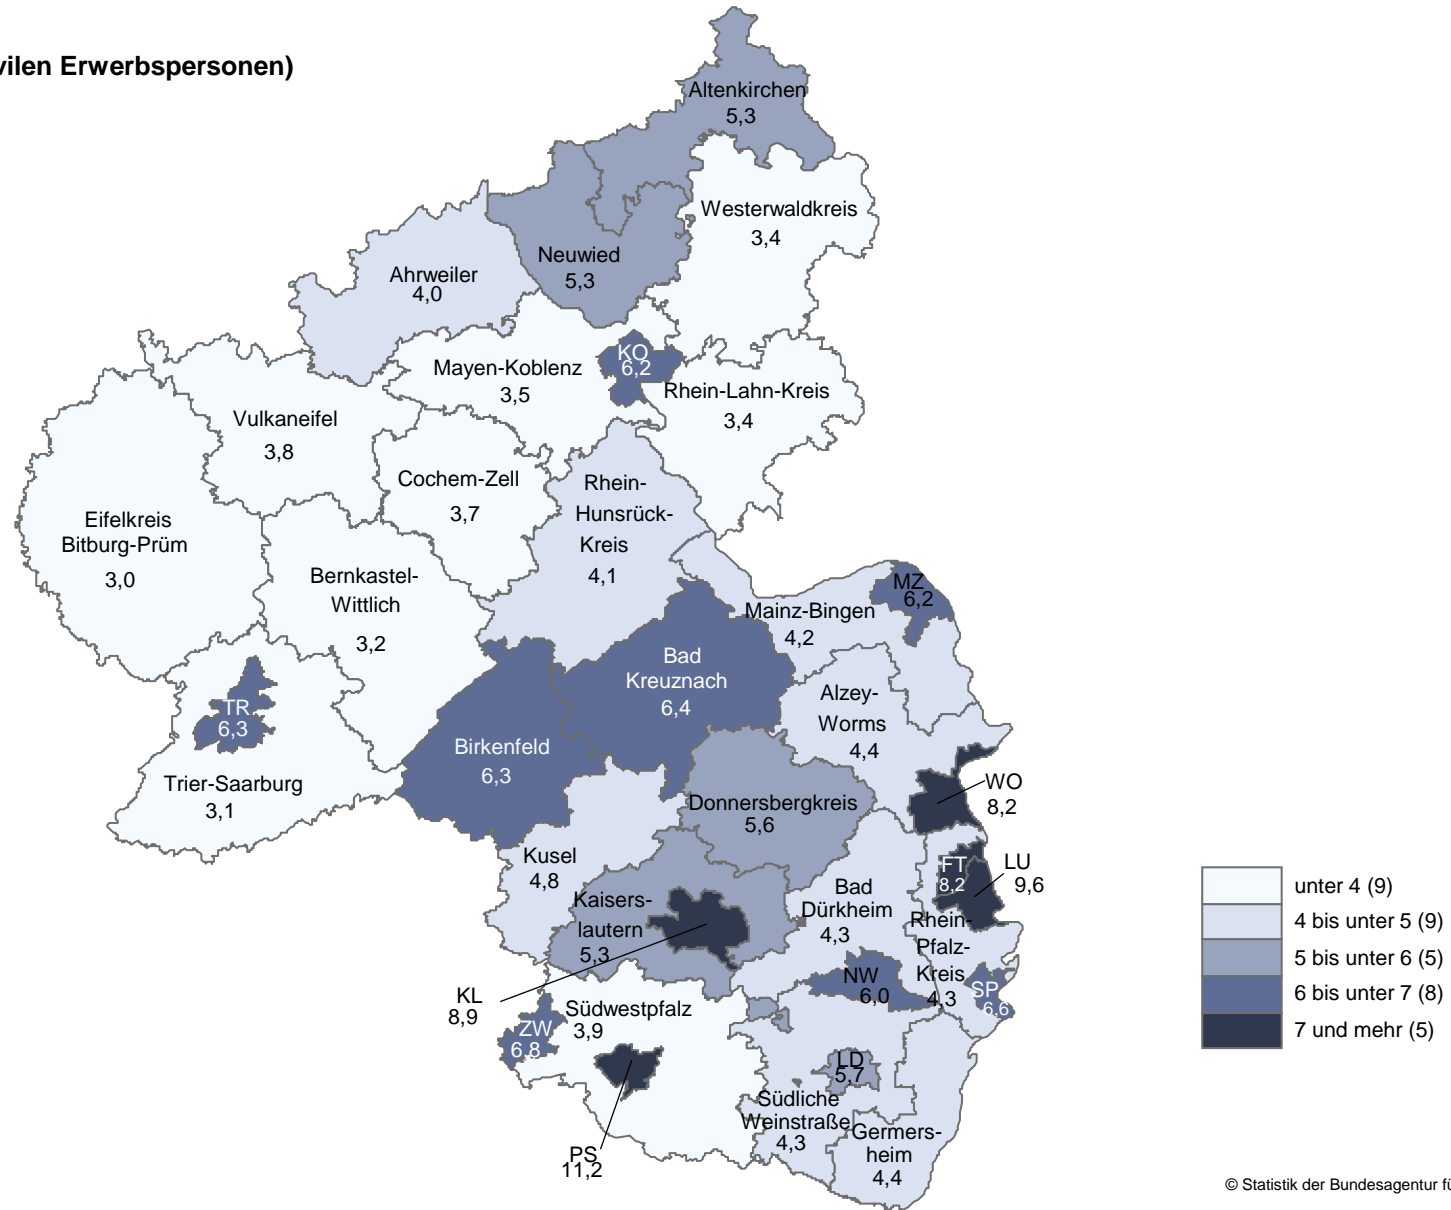 vilen Erwerbspersonen)
Altenkirchen
5,3
Westerwaldkreis
3,4
Neuwied
5,3
Ahrweiler
4,0
KO
6,2
Mayen-Koblenz
3,5
Rhein-Lahn-Kreis
3,4
Vulkaneifel
3,8
Cochem-Zell
3,7
Rhein-
Hunsrück-
Kreis
4,1
Eifelkreis
Bitburg-Prüm
3,0
Bernkastel-
Wittlich
3,2
MZ
6,2
Mainz-Bingen
4,2
Bad
Kreuznach
6,4
Alzey-
Worms
4,4
TR
6,3
Birkenfeld
6,3
Trier-Saarburg
3,1
WO
8,2
Donnersbergkreis
5,6
Kusel
4,8
FT
8,2
LU
9,6
Kaisers-
lautern
5,3
Bad
Dürkheim
4,3
Rhein-
Pfalz-
Kreis
4,3
NW
6,0
SP
6,6
KL
8,9
Südwestpfalz
3,9
ZW
6,8
LD
5,7
Südliche
Weinstraße
4,3
Germers-
heim
4,4
PS
11,2
unter 4 (9)
4 bis unter 5 (9)
5 bis unter 6 (5)
6 bis unter 7 (8)
7 und mehr (5)
© Statistik der Bundesagentur fü